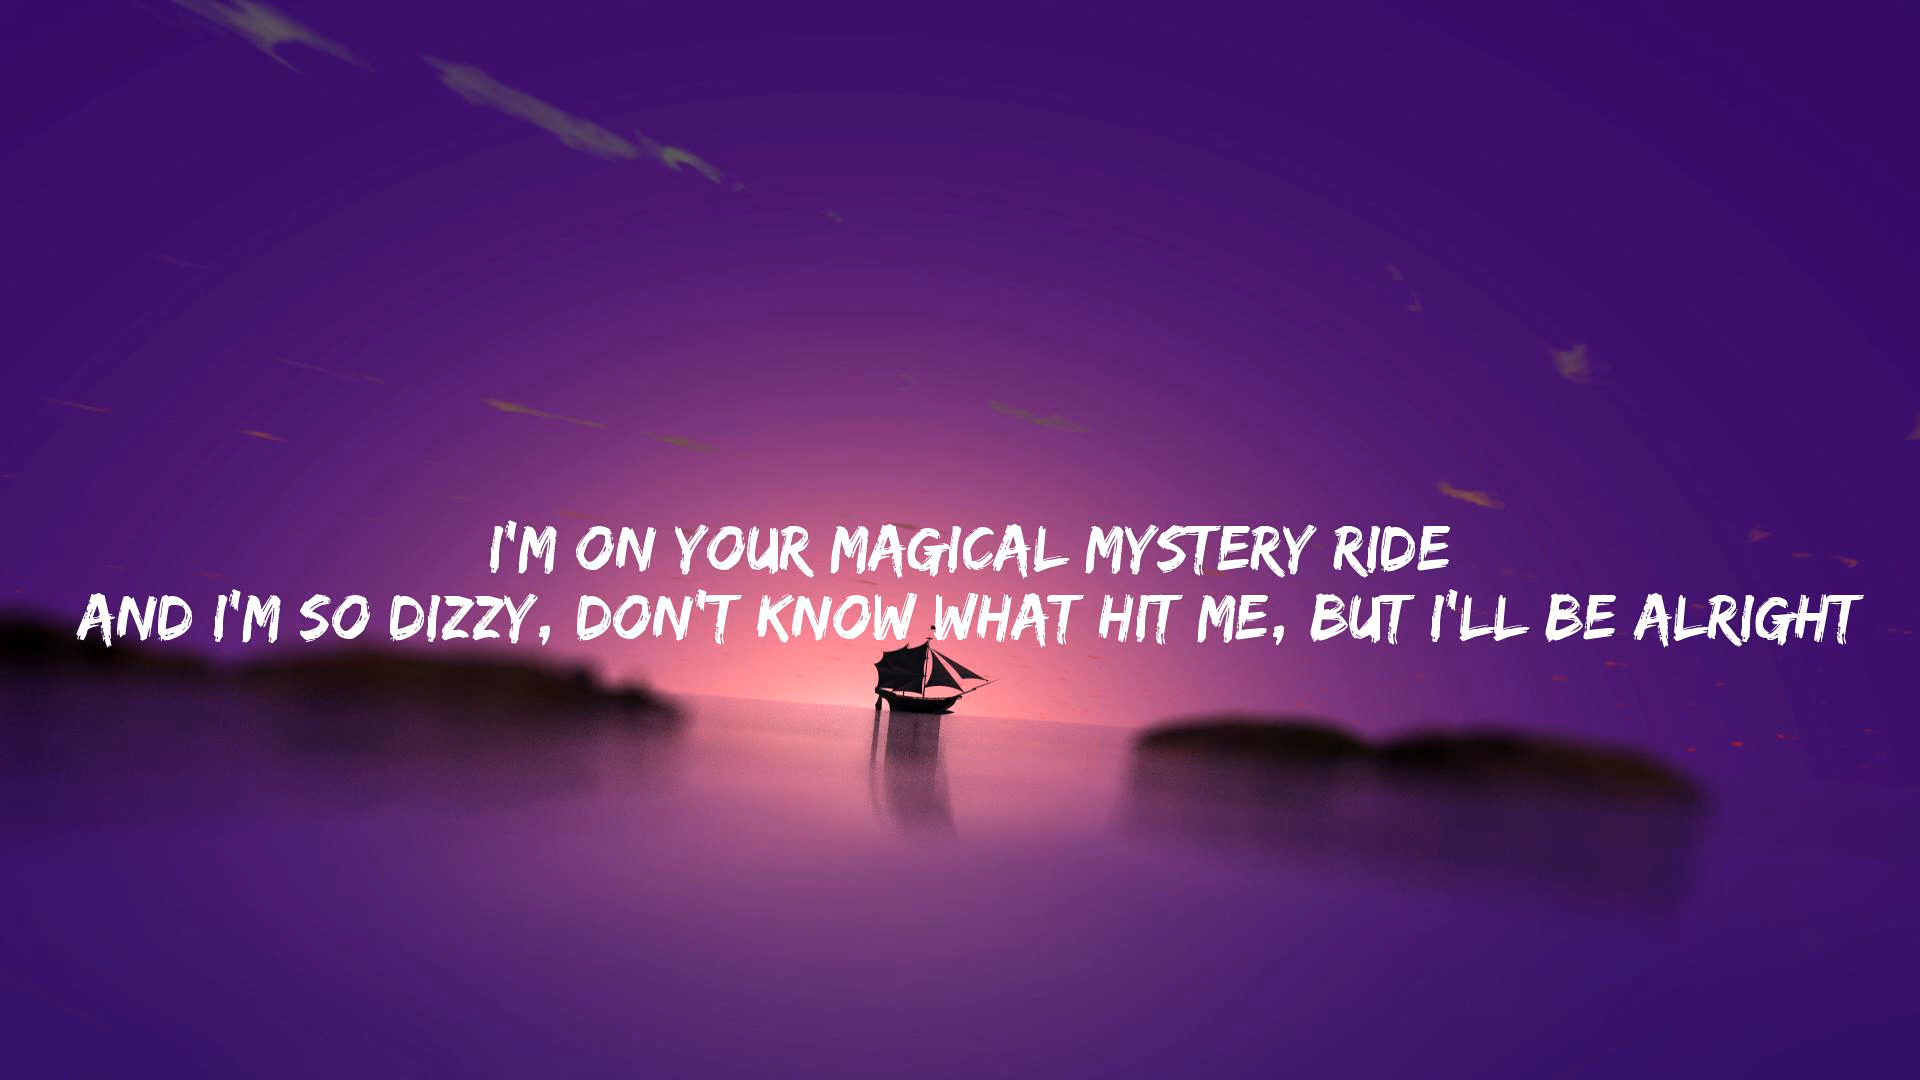 I'M ON YOUR MAGICAL MYSTERY RIDE
AND I'M SO DIZZY, DON'T KNOW WHAT HIT ME, BUT I'LL BE ALRIGHT